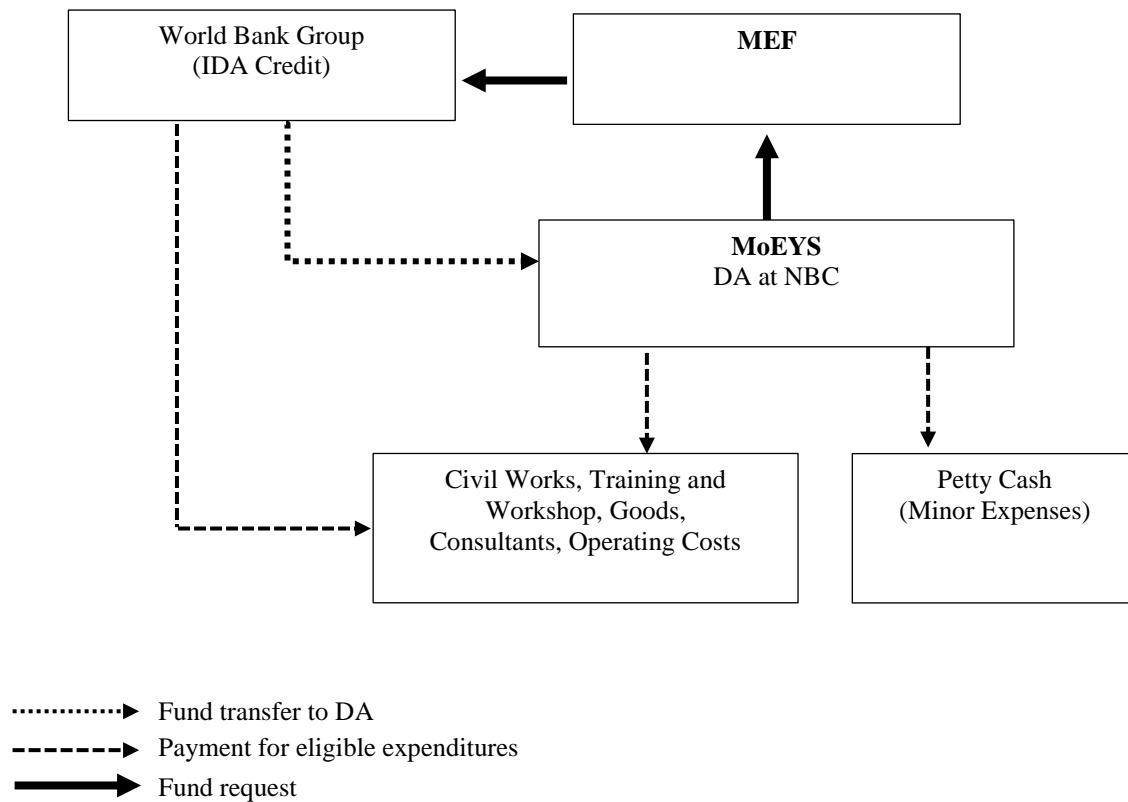 World Bank Group
(IDA Credit)
MEF
MoEYS
DA at NBC
Civil Works, Training and
Workshop, Goods,
Consultants, Operating Costs
Petty Cash
(Minor Expenses)
Fund transfer to DA
Payment for eligible expenditures
Fund request